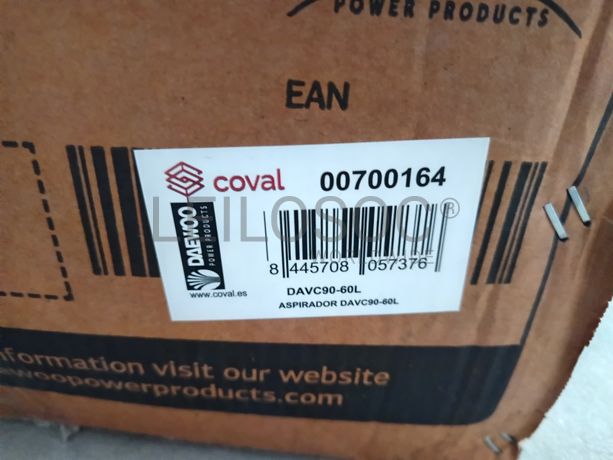 POWER PRODUCTS
EAN
coval 00700164
DAEWOO
POWER PRODUCTS
UTILOSOC®
8 445708 057376
www.coval.es
DAVC90-60L
ASPIRADOR DAVC90-60L
nformation visit our website
ewoopowerproducts.com